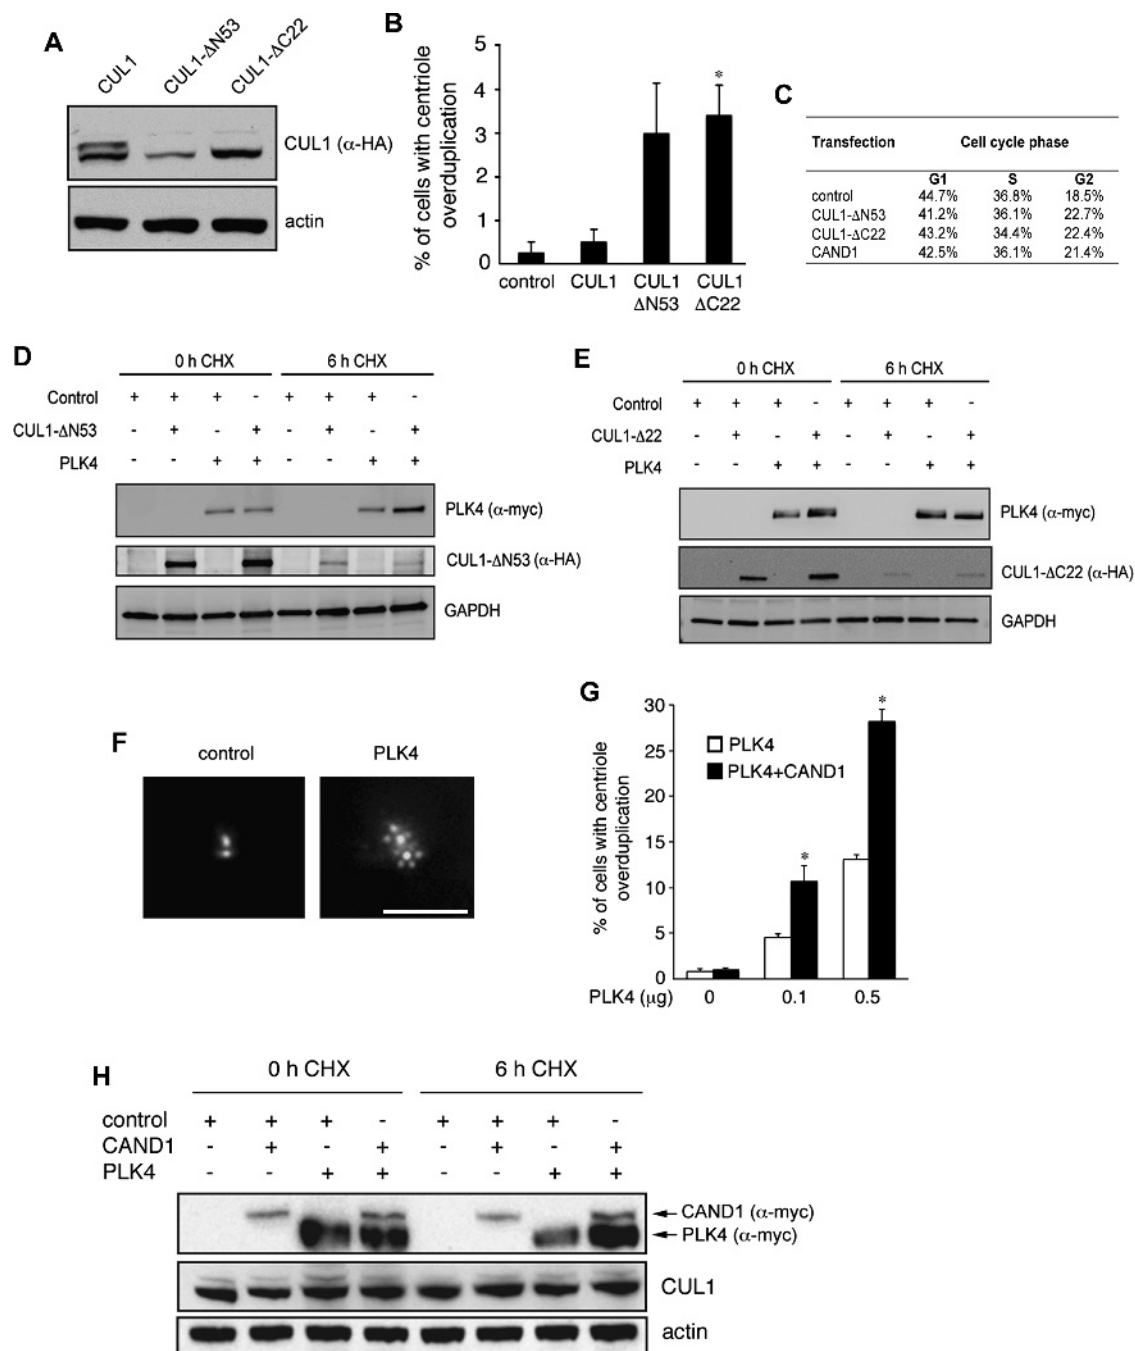 A
CUL1
CUL1-ΔN53
CUL1-ΔC22
CUL1 (α-HA)
actin
B
% of cells with centriole
overduplication
5
4
3
2
1
0
*
control
CUL1
CUL1
ΔN53
CUL1
ΔC22
C
Transfection Cell cycle phase
G1 S G2
control 44.7% 36.8% 18.5%
CUL1-ΔN53 41.2% 36.1% 22.7%
CUL1-ΔC22 43.2% 34.4% 22.4%
CAND1 42.5% 36.1% 21.4%
D
0 h CHX 6 h CHX
Control + + + - + + + -
CUL1-ΔN53 - + - + - + - +
PLK4 - - + + - - + +
PLK4 (α-myc)
CUL1-ΔN53 (α-HA)
GAPDH
E
0 h CHX 6 h CHX
Control + + + - + + + -
CUL1-Δ22 - + - + - + - +
PLK4 - - + + - - + +
PLK4 (α-myc)
CUL1-ΔC22 (α-HA)
GAPDH
F
control
PLK4
G
% of cells with centriole
overduplication
30
25
20
15
10
5
0
PLK4
PLK4+CAND1
*
*
PLK4 (μg) 0 0.1 0.5
H
0 h CHX 6 h CHX
control + + + - + + + -
CAND1 - + - + - + - +
PLK4 - - + + - - + +
CAND1 (α-myc)
PLK4 (α-myc)
CUL1
actin